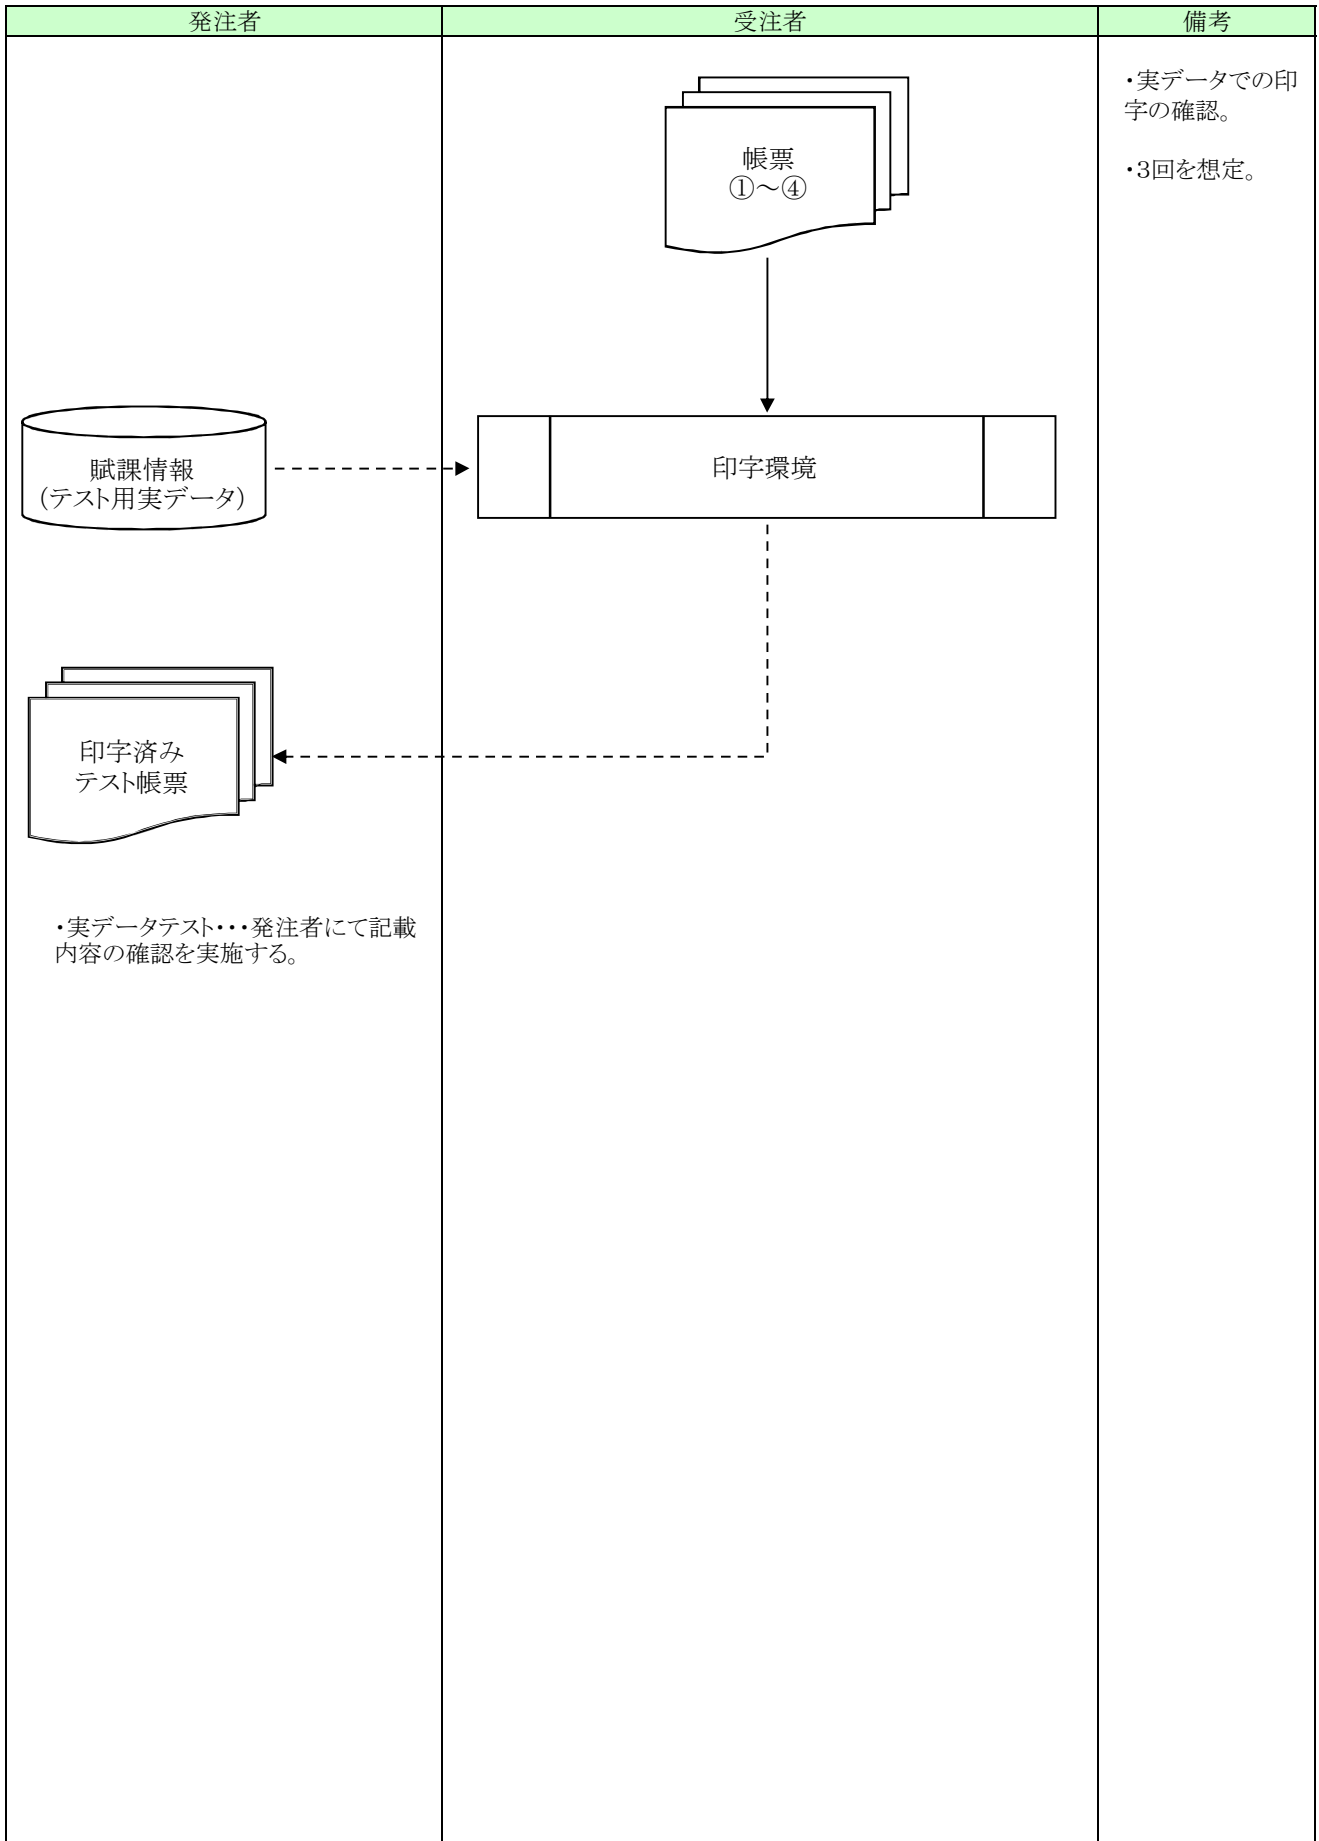 発注者
受注者
備考
・実データでの印
字の確認。
・3回を想定。
帳票
①～④
賦課情報
(テスト用実データ)
印字環境
印字済み
テスト帳票
・実データテスト・・・発注者にて記載
内容の確認を実施する。